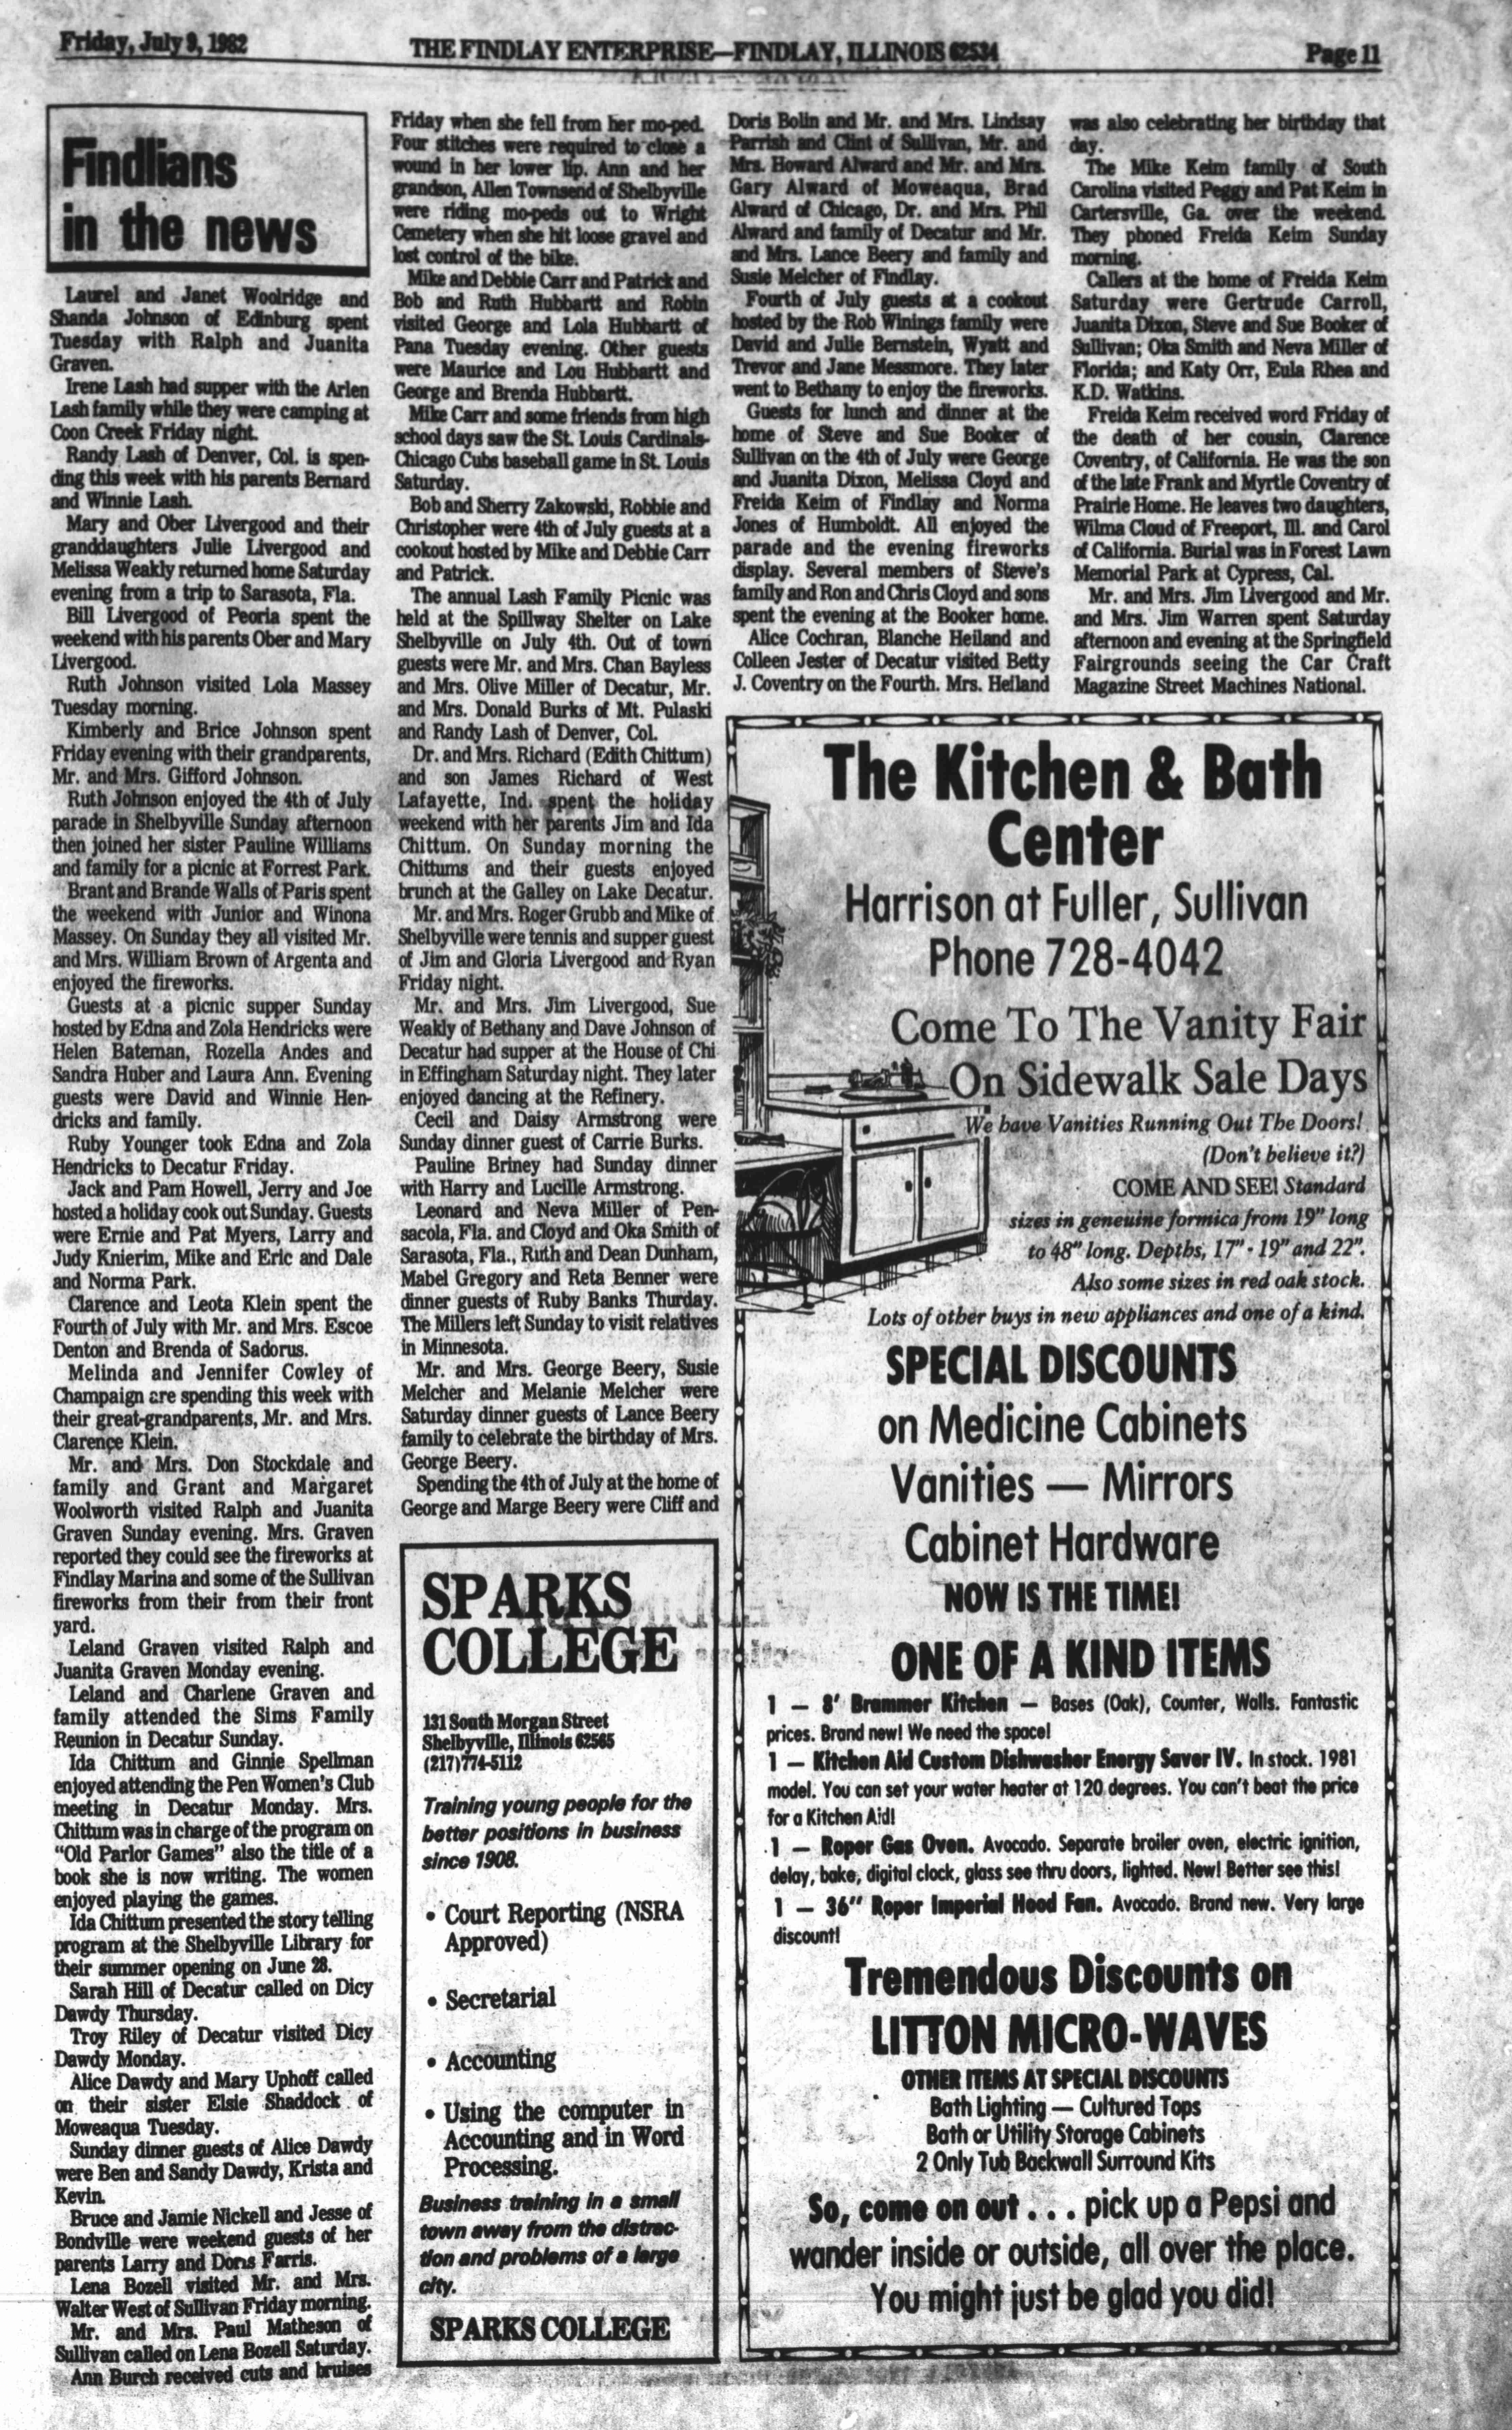 Friday, July 9, 1982
THE FINDLAY ENTERPRISE—FINDLAY, ILLINOIS 62534
Page 11
Findlians
in the news
Laurel and Janet Woolridge and
Shanda Johnson of Edinburg spent
Tuesday with Ralph and Juanita
Graven.
Irene Lash had supper with the Arlen
Lash family while they were camping at
Coon Creek Friday night.
Randy Lash of Denver, Col. is spen-
ding this week with his parents Bernard
and Winnie Lash.
Mary and Ober Livergood and their
granddaughters Julie Livergood and
Melissa Weakly returned home Saturday
evening from a trip to Sarasota, Fla.
Bill Livergood of Peoria spent the
weekend with his parents Ober and Mary
Livergood.
Ruth Johnson visited Lola Massey
Tuesday morning.
Kimberly and Brice Johnson spent
Friday evening with their grandparents,
Mr. and Mrs. Gifford Johnson.
Ruth Johnson enjoyed the 4th of July
parade in Shelbyville Sunday afternoon
then joined her sister Pauline Williams
and family for a picnic at Forrest Park.
Brant and Brande Walls of Paris spent
the weekend with Junior and Winona
Massey. On Sunday they all visited Mr.
and Mrs. William Brown of Argenta and
enjoyed the fireworks.
Guests at a picnic supper Sunday
hosted by Edna and Zola Hendricks were
Helen Bateman, Rozella Andes and
Sandra Huber and Laura Ann. Evening
guests were David and Winnie Hen-
dricks and family.
Ruby Younger took Edna and Zola
Hendricks to Decatur Friday.
Jack and Pam Howell, Jerry and Joe
hosted a holiday cook out Sunday. Guests
were Ernie and Pat Myers, Larry and
Judy Knierim, Mike and Eric and Dale
and Norma Park.
Clarence and Leota Klein spent the
Fourth of July with Mr. and Mrs. Escoe
Denton and Brenda of Sadorus.
Melinda and Jennifer Cowley of
Champaign are spending this week with
their great-grandparents, Mr. and Mrs.
Clarence Klein.
Mr. and Mrs. Don Stockdale and
family and Grant and Margaret
Woolworth visited Ralph and Juanita
Graven Sunday evening. Mrs. Graven
reported they could see the fireworks at
Findlay Marina and some of the Sullivan
fireworks from their from their front
yard.
Leland Graven visited Ralph and
Juanita Graven Monday evening.
Leland and Charlene Graven and
family attended the Sims Family
Reunion in Decatur Sunday.
Ida Chittum and Ginnie Spellman
enjoyed attending the Pen Women's Club
meeting in Decatur Monday. Mrs.
Chittum was in charge of the program on
"Old Parlor Games" also the title of a
book she is now writing. The women
enjoyed playing the games.
Ida Chittum presented the story telling
program at the Shelbyville Library for
their summer opening on June 28.
Sarah Hill of Decatur called on Dicy
Dawdy Thursday.
Troy Riley of Decatur visited Dicy
Dawdy Monday.
Alice Dawdy and Mary Uphoff called
on their sister Elsie Shaddock of
Moweaqua Tuesday.
Sunday dinner guests of Alice Dawdy
were Ben and Sandy Dawdy, Krista and
Kevin.
Bruce and Jamie Nickell and Jesse of
Bondville were weekend guests of her
parents Larry and Doris Farris.
Lena Bozell visited Mr. and Mrs.
Walter West of Sullivan Friday morning.
Mr. and Mrs. Paul Matheson of
Sullivan called on Lena Bozell Saturday.
Ann Burch received cuts and bruises
Friday when she fell from her mo-ped.
Four stitches were required to close a
wound in her lower lip. Ann and her
grandson, Allen Townsend of Shelbyville
were riding mo-peds out to Wright
Cemetery when she hit loose gravel and
lost control of the bike.
Mike and Debbie Carr and Patrick and
Bob and Ruth Hubbartt and Robin
visited George and Lola Hubbartt of
Pana Tuesday evening. Other guests
were Maurice and Lou Hubbartt and
George and Brenda Hubbartt.
Mike Carr and some friends from high
school days saw the St. Louis Cardinals-
Chicago Cubs baseball game in St. Louis
Saturday.
Bob and Sherry Zakowski, Robbie and
Christopher were 4th of July guests at a
cookout hosted by Mike and Debbie Carr
and Patrick.
The annual Lash Family Picnic was
held at the Spillway Shelter on Lake
Shelbyville on July 4th. Out of town
guests were Mr. and Mrs. Chan Bayless
and Mrs. Olive Miller of Decatur, Mr.
and Mrs. Donald Burks of Mt. Pulaski
and Randy Lash of Denver, Col.
Dr. and Mrs. Richard (Edith Chittum)
and son James Richard of West
Lafayette, Ind. spent the holiday
weekend with her parents Jim and Ida
Chittum. On Sunday morning the
Chittums and their guests enjoyed
brunch at the Galley on Lake Decatur.
Mr. and Mrs. Roger Grubb and Mike of
Shelbyville were tennis and supper guest
of Jim and Gloria Livergood and Ryan
Friday night.
Mr. and Mrs. Jim Livergood, Sue
Weakly of Bethany and Dave Johnson of
Decatur had supper at the House of Chi
in Effingham Saturday night. They later
enjoyed dancing at the Refinery.
Cecil and Daisy Armstrong were
Sunday dinner guest of Carrie Burks.
Pauline Briney had Sunday dinner
with Harry and Lucille Armstrong.
Leonard and Neva Miller of Pen-
sacola, Fla. and Cloyd and Oka Smith of
Sarasota, Fla., Ruth and Dean Dunham,
Mabel Gregory and Reta Benner were
dinner guests of Ruby Banks Thurday.
The Millers left Sunday to visit relatives
in Minnesota.
Mr. and Mrs. George Beery, Susie
Melcher and Melanie Melcher were
Saturday dinner guests of Lance Beery
family to celebrate the birthday of Mrs.
George Beery.
Spending the 4th of July at the home of
George and Marge Beery were Cliff and
Doris Bolin and Mr. and Mrs. Lindsay
Parrish and Clint of Sullivan, Mr. and
Mrs. Howard Alward and Mr. and Mrs.
Gary Alward of Moweaqua, Brad
Alward of Chicago, Dr. and Mrs. Phil
Alward and family of Decatur and Mr.
and Mrs. Lance Beery and family and
Susie Melcher of Findlay.
Fourth of July guests at a cookout
hosted by the Rob Winings family were
David and Julie Bernstein, Wyatt and
Trevor and Jane Messmore. They later
went to Bethany to enjoy the fireworks.
Guests for lunch and dinner at the
home of Steve and Sue Booker of
Sullivan on the 4th of July were George
and Juanita Dixon, Melissa Cloyd and
Freida Keim of Findlay and Norma
Jones of Humboldt. All enjoyed the
parade and the evening fireworks
display. Several members of Steve's
family and Ron and Chris Cloyd and sons
spent the evening at the Booker home.
Alice Cochran, Blanche Heiland and
Colleen Jester of Decatur visited Betty
J. Coventry on the Fourth. Mrs. Heiland
was also celebrating her birthday that
day.
The Mike Keim family of South
Carolina visited Peggy and Pat Keim in
Cartersville, Ga. over the weekend.
They phoned Freida Keim Sunday
morning.
Callers at the home of Freida Keim
Saturday were Gertrude Carroll,
Juanita Dixon, Steve and Sue Booker of
Sullivan; Oka Smith and Neva Miller of
Florida; and Katy Orr, Eula Rhea and
K.D. Watkins.
Freida Keim received word Friday of
the death of her cousin, Clarence
Coventry, of California. He was the son
of the late Frank and Myrtle Coventry of
Prairie Home. He leaves two daughters,
Wilma Cloud of Freeport, Ill. and Carol
of California. Burial was in Forest Lawn
Memorial Park at Cypress, Cal.
Mr. and Mrs. Jim Livergood and Mr.
and Mrs. Jim Warren spent Saturday
afternoon and evening at the Springfield
Fairgrounds seeing the Car Craft
Magazine Street Machines National.
SPARKS
COLLEGE
131 South Morgan Street
Shelbyville, Illinois 62565
(217)774-5112
Training young people for the
better positions in business
since 1908.
• Court Reporting (NSRA
Approved)
• Secretarial
• Accounting
• Using the computer in
Accounting and in Word
Processing.
Business training in a small
town away from the distrac-
tion and problems of a large
city.
SPARKS COLLEGE
The Kitchen & Bath
Center
Harrison at Fuller, Sullivan
Phone 728-4042
Come To The Vanity Fair
On Sidewalk Sale Days
We have Vanities Running Out The Doors!
(Don't believe it?)
COME AND SEE! Standard
sizes in geneuine formica from 19" long
to 48" long. Depths, 17" - 19" and 22".
Also some sizes in red oak stock.
Lots of other buys in new appliances and one of a kind.
SPECIAL DISCOUNTS
on Medicine Cabinets
Vanities — Mirrors
Cabinet Hardware
NOW IS THE TIME!
ONE OF A KIND ITEMS
1 — 8' Brammer Kitchen — Bases (Oak), Counter, Walls. Fantastic
prices. Brand new! We need the space!
1 — Kitchen Aid Custom Dishwasher Energy Saver IV. In stock. 1981
model. You can set your water heater at 120 degrees. You can't beat the price
for a Kitchen Aid!
1 — Roper Gas Oven. Avocado. Separate broiler oven, electric ignition,
delay, bake, digital clock, glass see thru doors, lighted. New! Better see this!
1 — 36" Roper Imperial Hood Fan. Avocado. Brand new. Very large
discount!
Tremendous Discounts on
LITTON MICRO-WAVES
OTHER ITEMS AT SPECIAL DISCOUNTS
Bath Lighting — Cultured Tops
Bath or Utility Storage Cabinets
2 Only Tub Backwall Surround Kits
So, come on out . . . pick up a Pepsi and
wander inside or outside, all over the place.
You might just be glad you did!